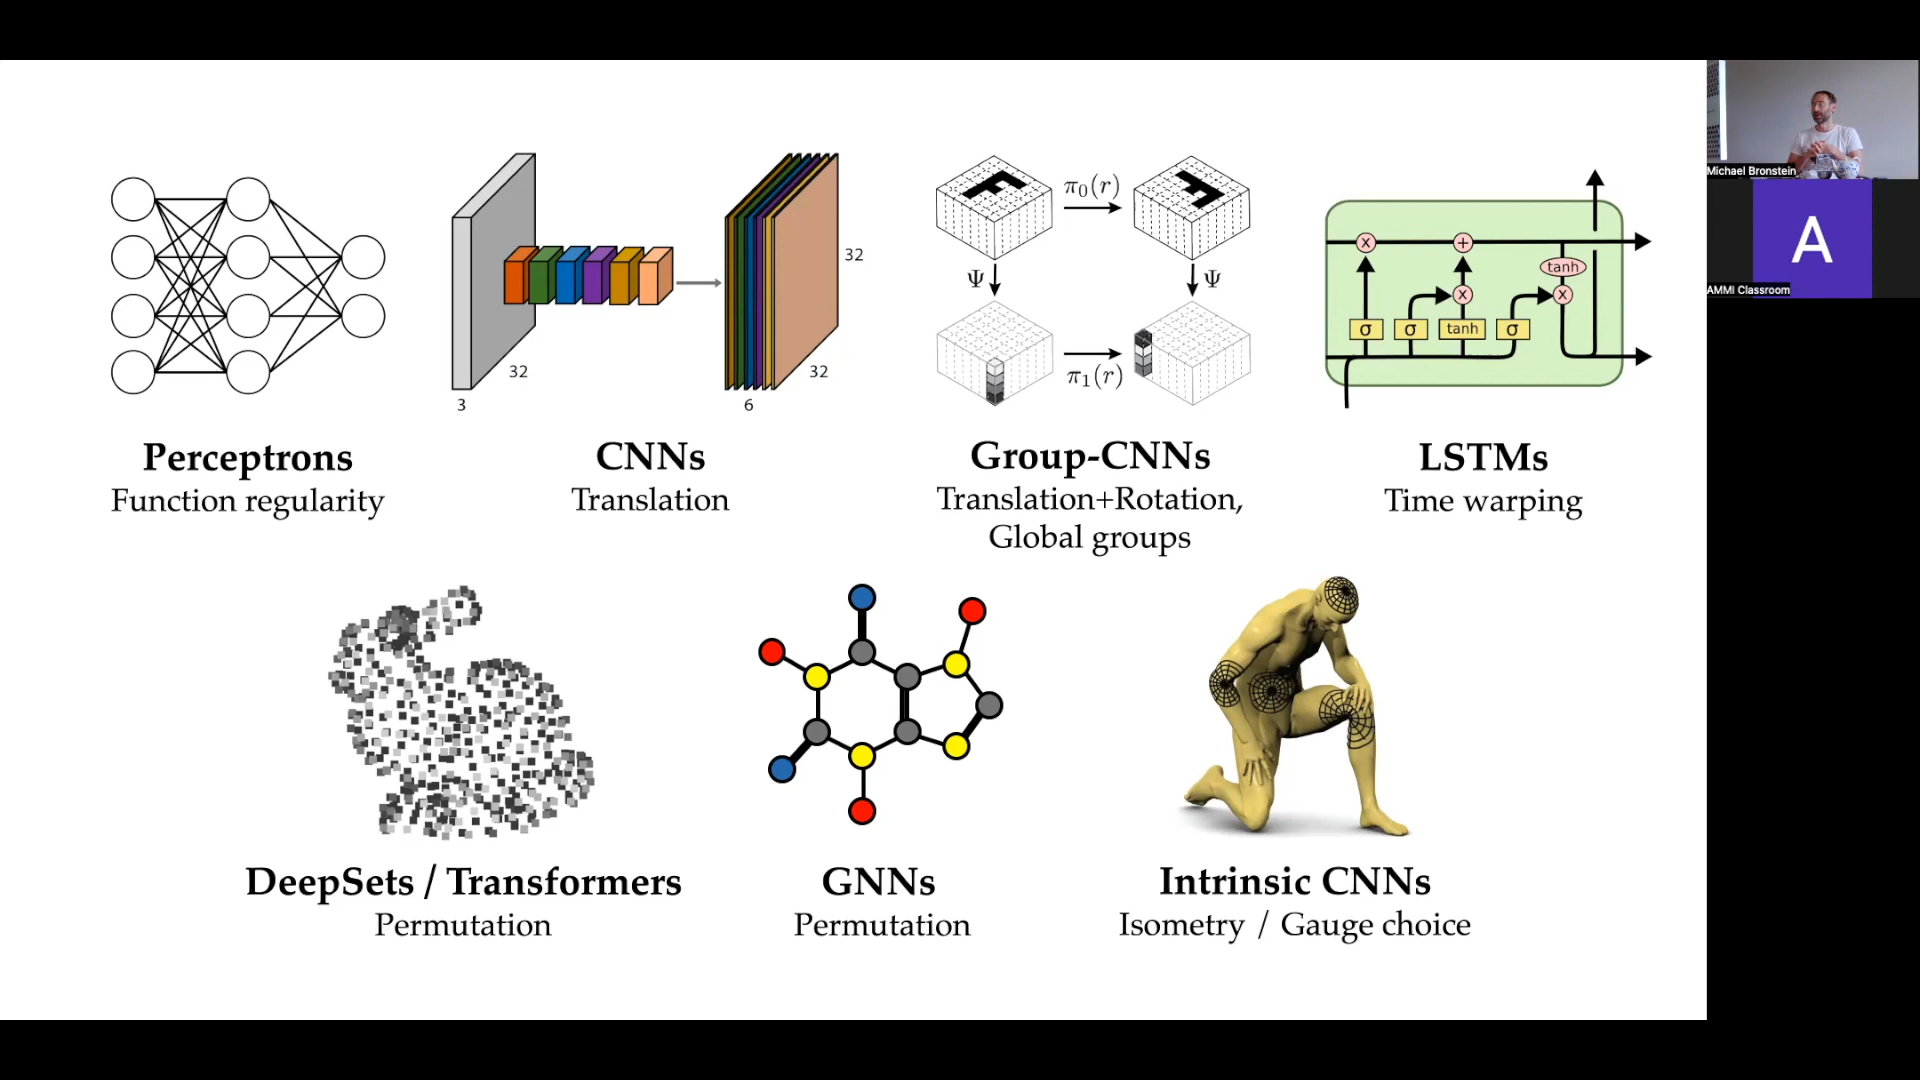 π₀(r)
Ψ
Ψ
π₁(r)
32
32
3
32
6
x
+
tanh
x
x
σ
σ
tanh
σ
Perceptrons
Function regularity
CNNs
Translation
Group-CNNs
Translation+Rotation,
Global groups
LSTMs
Time warping
DeepSets / Transformers
Permutation
GNNs
Permutation
Intrinsic CNNs
Isometry / Gauge choice
Michael Bronstein
A
AMMI Classroom